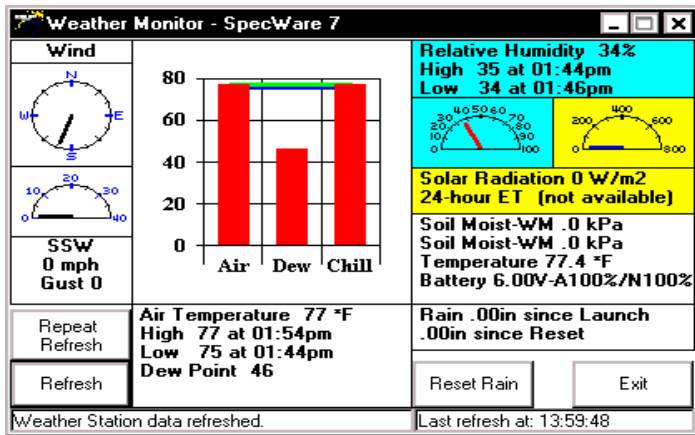 Weather Monitor - SpecWare 7
Wind
N
W E
S
20
10 30
0 40
SSW
0 mph
Gust 0
80
60
40
20
0
Air Dew Chill
Relative Humidity 34%
High 35 at 01:44pm
Low 34 at 01:46pm
40 50 60
30 70
20 80
10 90
0 100
400
200 600
0 800
Solar Radiation 0 W/m2
24-hour ET (not available)
Soil Moist-WM .0 kPa
Soil Moist-WM .0 kPa
Temperature 77.4 °F
Battery 6.00V-A100%/N100%
Repeat
Refresh
Refresh
Air Temperature 77 °F
High 77 at 01:54pm
Low 75 at 01:44pm
Dew Point 46
Rain .00in since Launch
.00in since Reset
Reset Rain
Exit
Weather Station data refreshed.
Last refresh at: 13:59:48